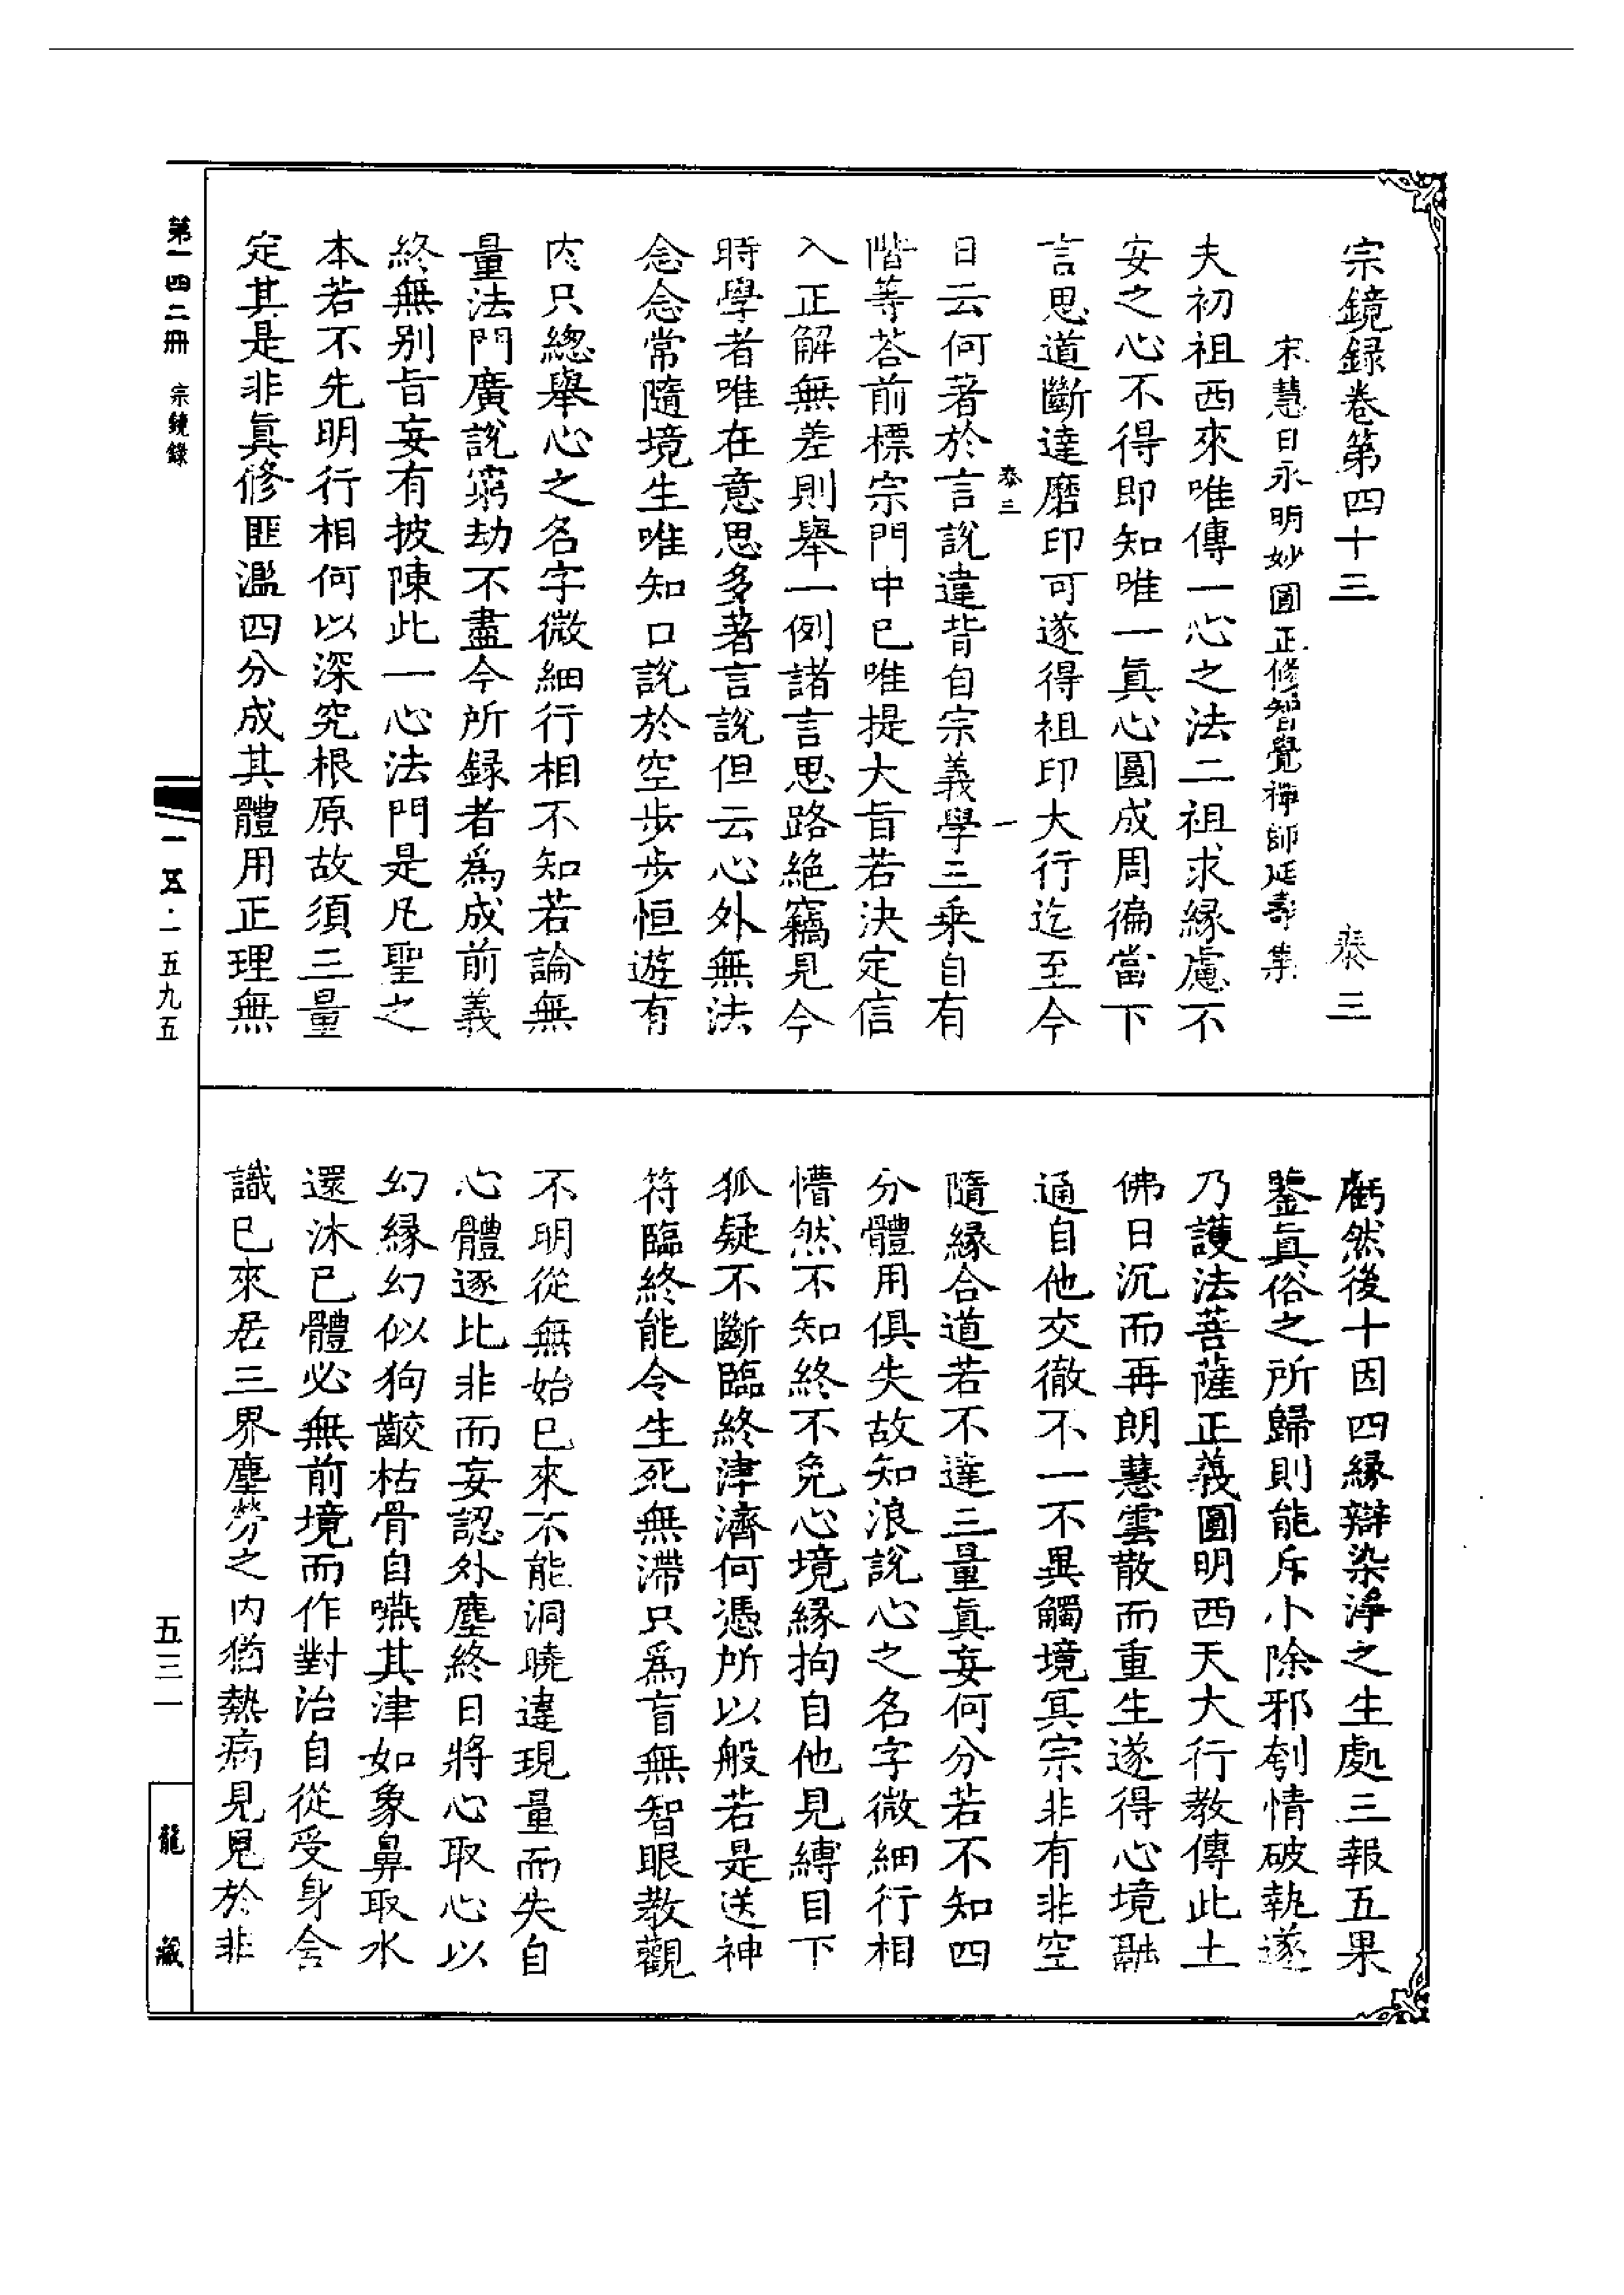 宗鏡録卷第四十三　泰三
宋慧日永明妙圓正修智覺禪師延壽集
夫初祖西來唯傳一心之法二祖求緣慮不
安之心不得即知唯一眞心圓成周徧當下
言思道斷達磨印可遂得祖印大行迄至今
泰三　一
日云何著於言說違背自宗義學三乘自有
階等荅前標宗門中已唯提大旨若決定信
入正解無差則舉一例諸言思路絕竊見今
時學者唯在意思多著言說但云心外無法
念念常隨境生唯知口說於空步步恒遊有
內只總舉心之名字微細行相不知若論無
量法門廣說窮劫不盡今所録者爲成前義
終無别旨妄有披陳此一心法門是凡聖之
本若不先明行相何以深究根原故須三量
定其是非眞修匪濫四分成其體用正理無
虧然後十因四緣辯染淨之生處三報五果
鑒眞俗之所歸則能斥小除邪刳情破執遂
乃護法菩薩正義圓明西天大行教傳此土
佛日沉而再朗慧雲散而重生遂得心境融
通自他交徹不一不異觸境冥宗非有非空
隨緣合道若不達三量眞妄何分若不知四
分體用俱失故知浪說心之名字微細行相
懵然不知終不免心境緣拘自他見縛目下
狐疑不斷臨終津濟何憑所以般若是送神
符臨終能令生死無滯只爲盲無智眼教觀
不明從無始已來不能洞曉違現量而失自
心體逐比非而妄認外塵終日將心取心以
幻緣幻似狗齩枯骨自嚥其津如象鼻取水
還沐已體必無前境而作對治自從受身舍
識已來居三界塵勞之內猶熱病見鬼於非
第一四二冊　宗鏡錄
一五·一五九五
五三一
龍藏